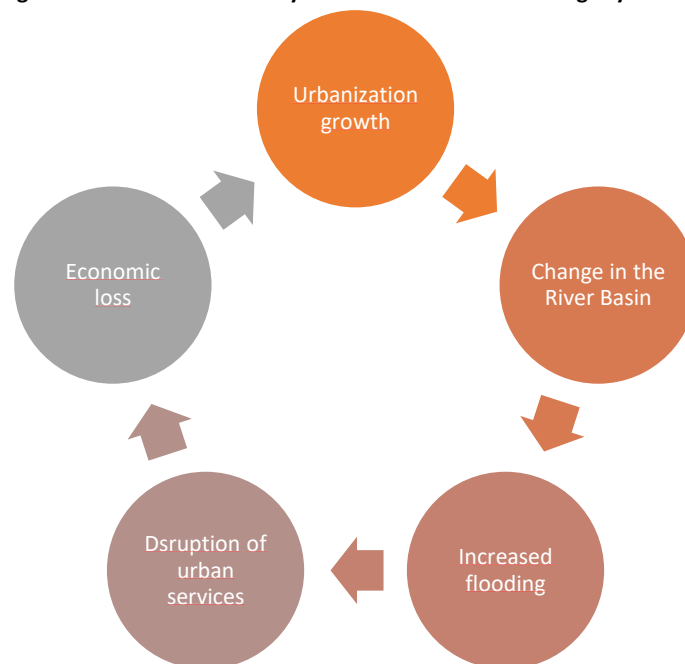 Urbanization
growth
Change in the
River Basin
Increased
flooding
Dsruption of
urban
services
Economic
loss